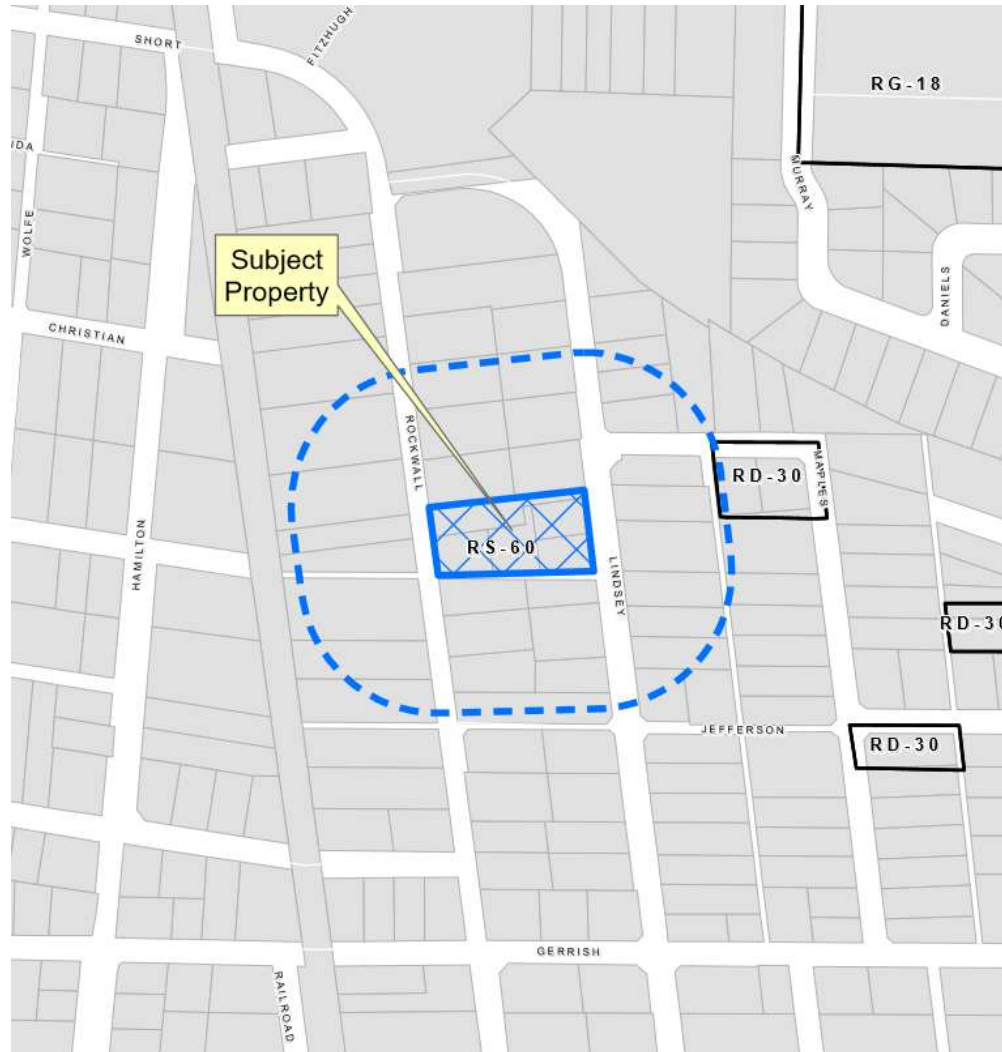 SHORT
FITZHUGH
RG-18
IDA
MURRAY
WOLFE
Subject
Property
DANIELS
CHRISTIAN
ROCKWALL
MAPLES
RD-30
HAMILTON
RS-60
LINDSEY
RD-30
JEFFERSON
RD-30
GERRISH
RAILROAD